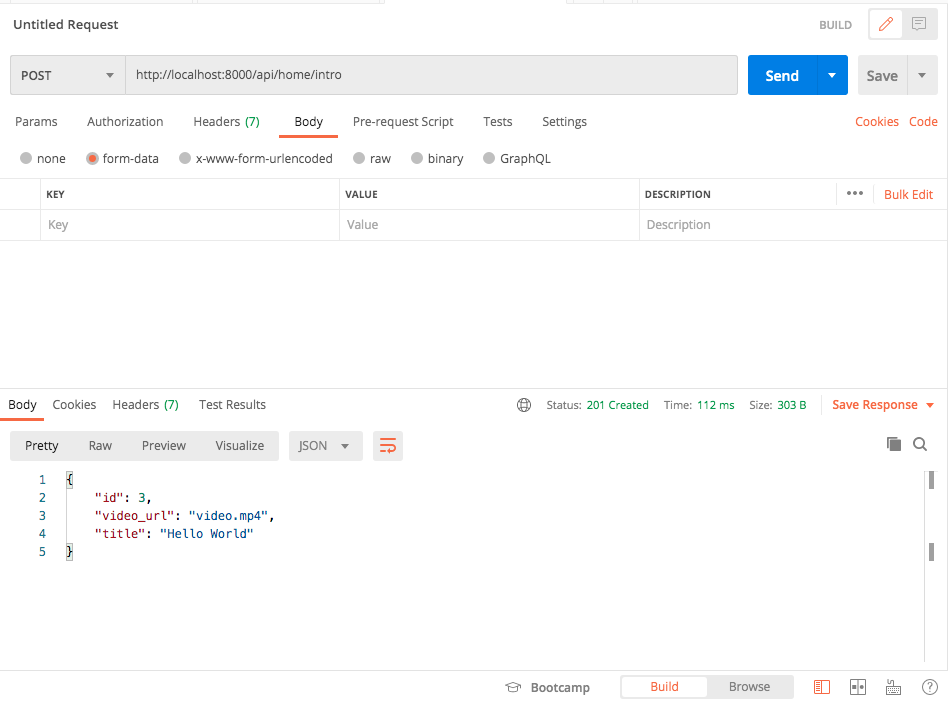 Untitled Request BUILD
POST http://localhost:8000/api/home/intro Send Save
Params Authorization Headers (7) Body Pre-request Script Tests Settings Cookies Code
none form-data x-www-form-urlencoded raw binary GraphQL
KEY VALUE DESCRIPTION ••• Bulk Edit
Key Value Description
Body Cookies Headers (7) Test Results Status: 201 Created Time: 112 ms Size: 303 B Save Response
Pretty Raw Preview Visualize JSON
1 {
2 "id": 3,
3 "video_url": "video.mp4",
4 "title": "Hello World"
5 }
Bootcamp Build Browse ?